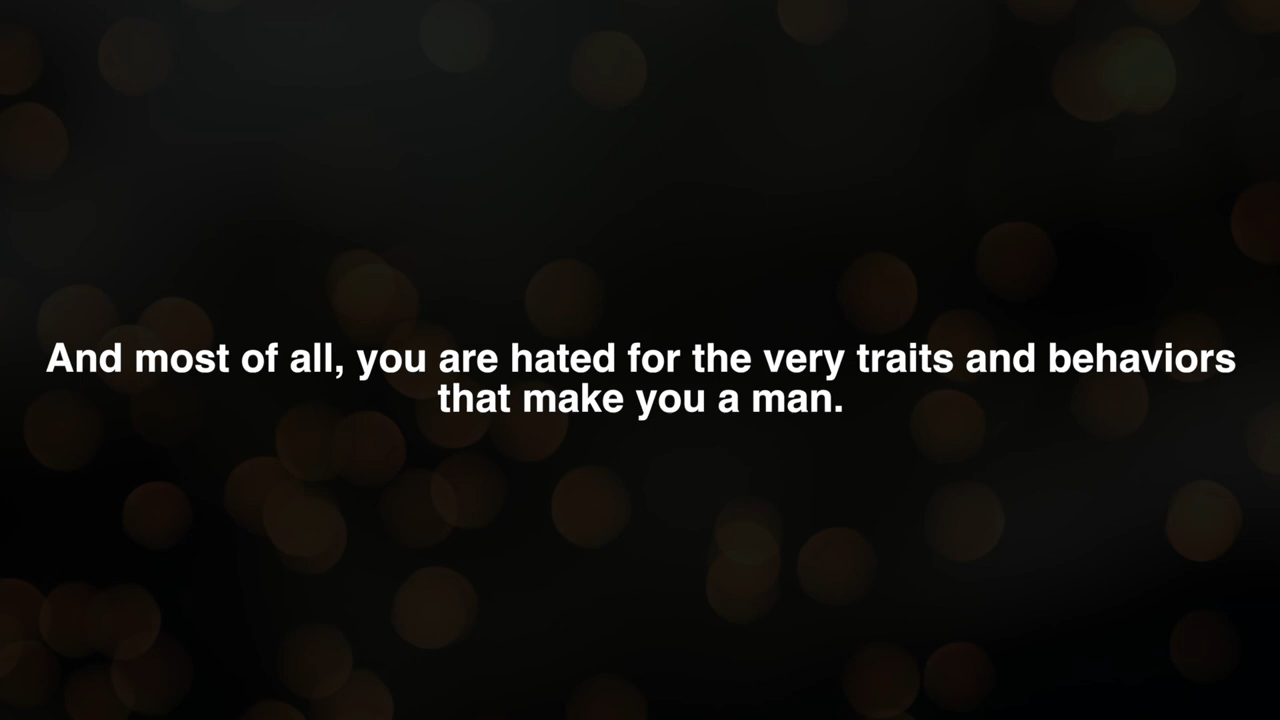 And most of all, you are hated for the very traits and behaviors
that make you a man.